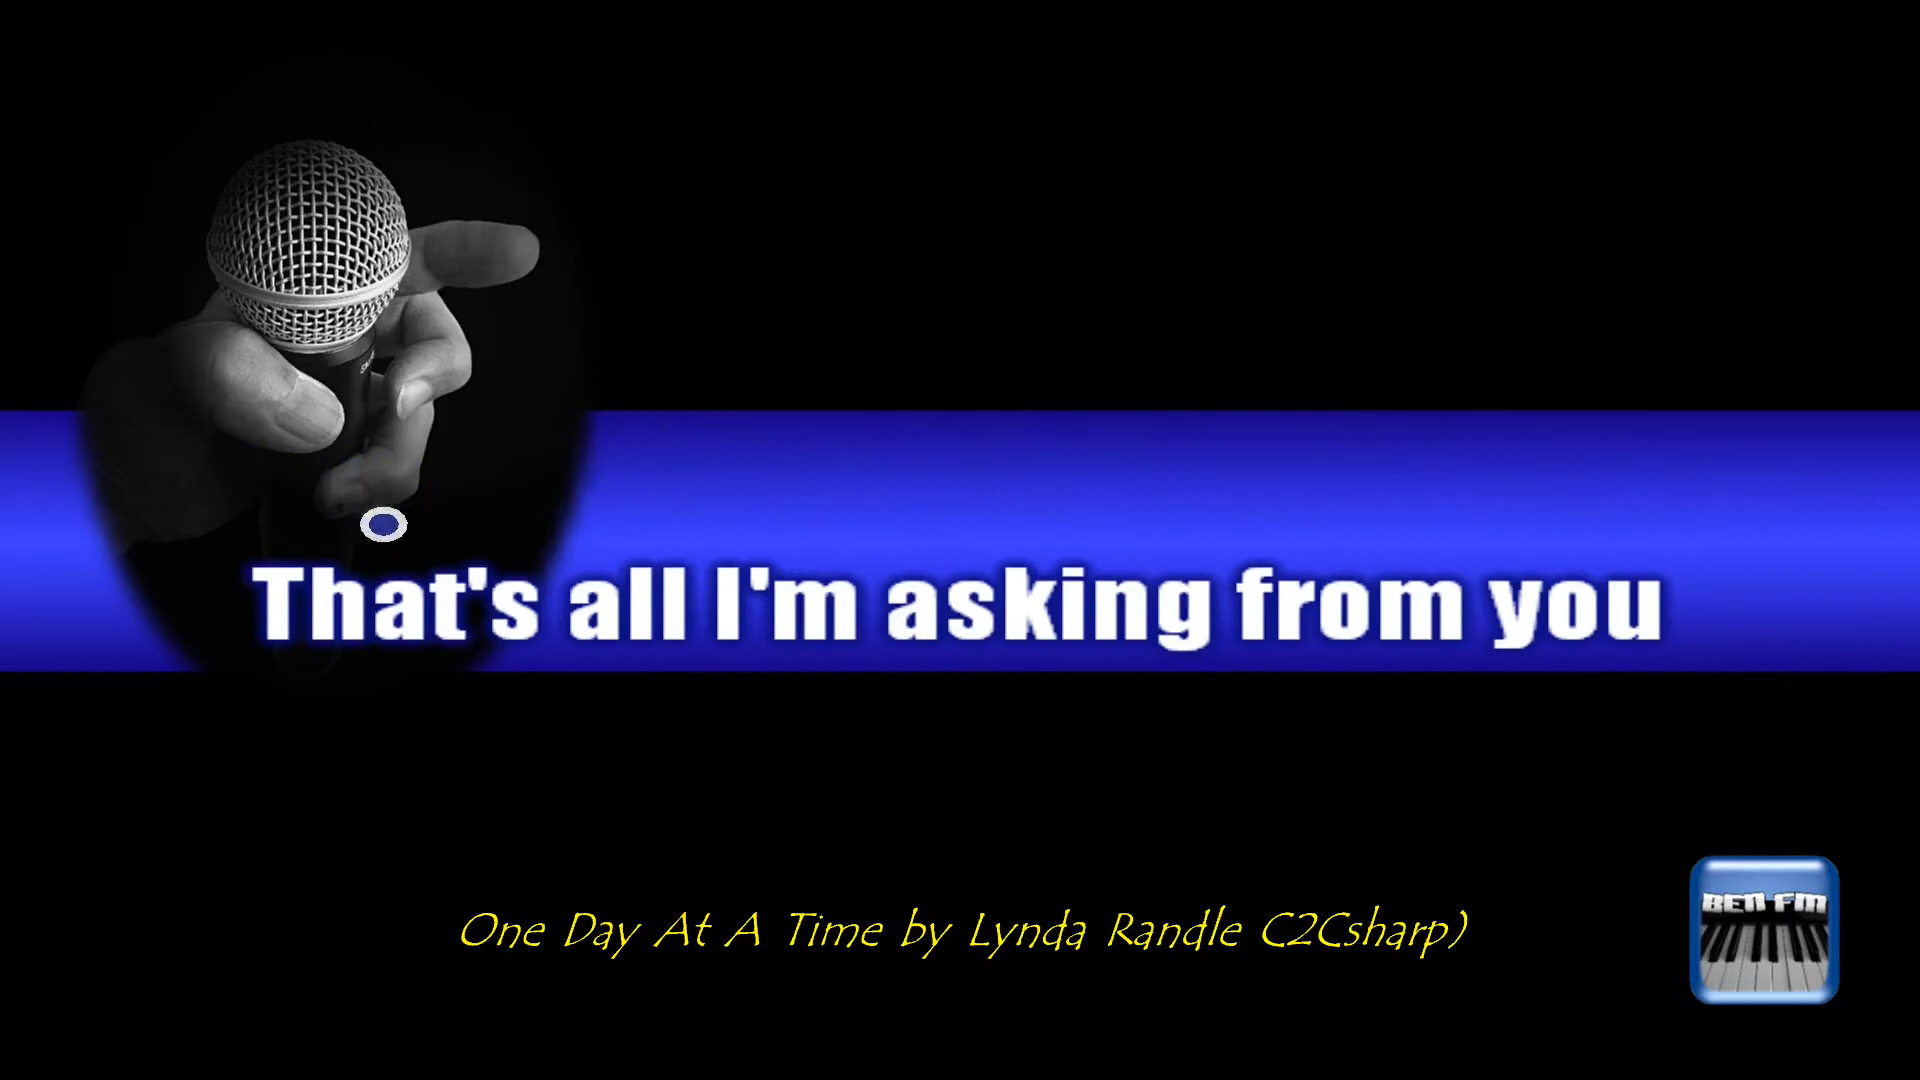 That's all I'm asking from you
One Day At A Time by Lynda Randle C2Csharp)
BEN FM